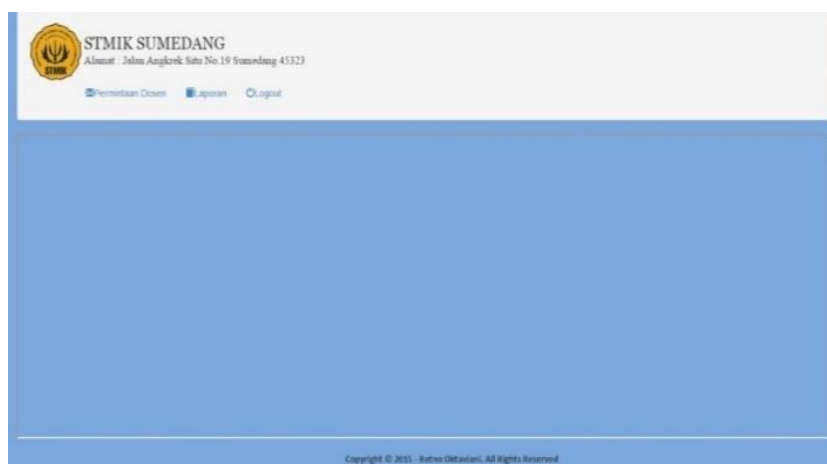 STMIK SUMEDANG
Alamat : Jalan Angkrek Situ No.19 Sumedang 45323
STMIK
Permintaan Dosen Laporan Logout
Copyright © 2015 - Retno Oktaviani. All Rights Reserved